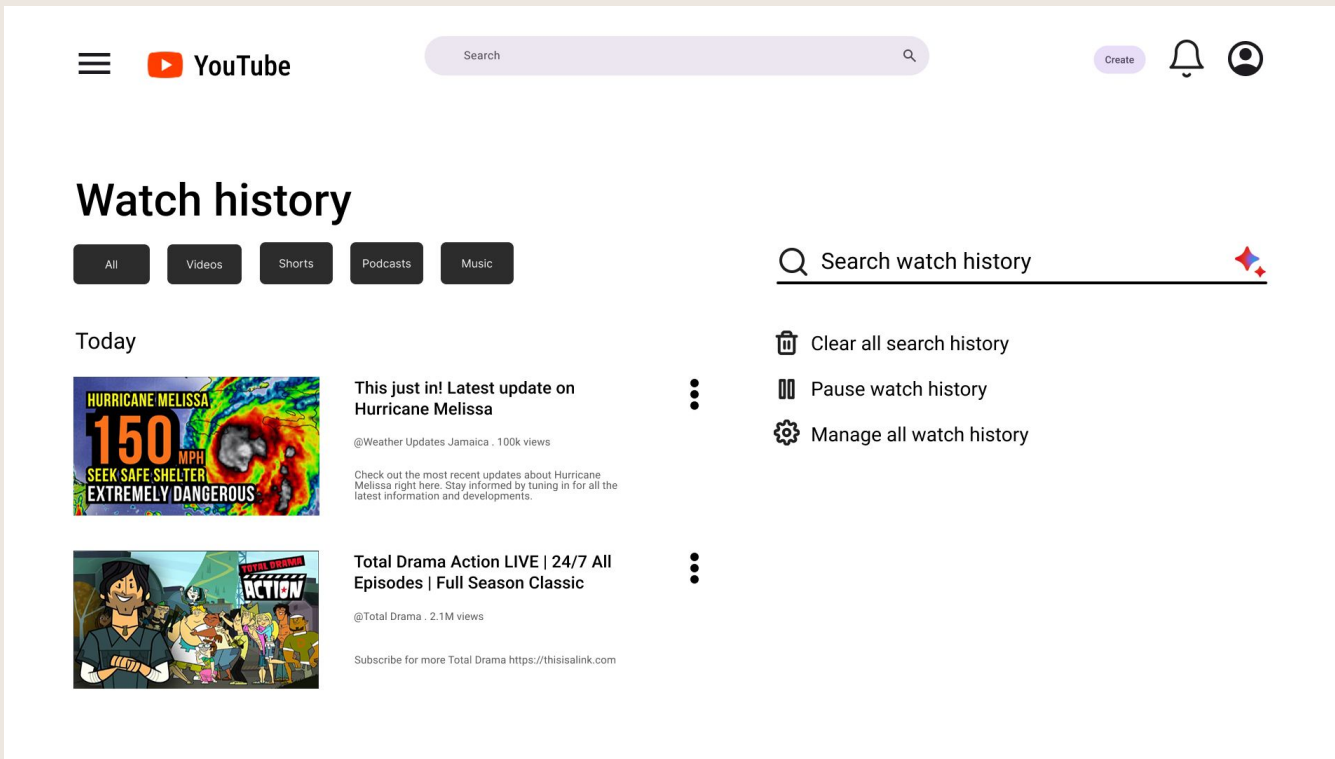 YouTube
Search
Create
Watch history
All
Videos
Shorts
Podcasts
Music
Search watch history
Today
HURRICANE MELISSA
150
MPH
SEEK SAFE SHELTER
EXTREMELY DANGEROUS
This just in! Latest update on
Hurricane Melissa
@Weather Updates Jamaica . 100k views
Check out the most recent updates about Hurricane
Melissa right here. Stay informed by tuning in for all the
latest information and developments.
TOTAL DRAMA
ACTION
Total Drama Action LIVE | 24/7 All
Episodes | Full Season Classic
@Total Drama . 2.1M views
Subscribe for more Total Drama https://thisisalink.com
Clear all search history
Pause watch history
Manage all watch history